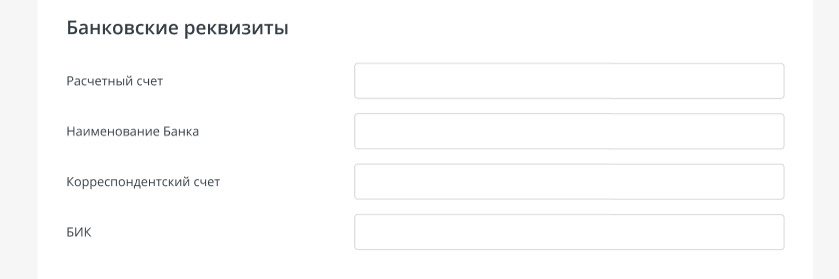 Банковские реквизиты
Расчетный счет
Наименование Банка
Корреспондентский счет
БИК